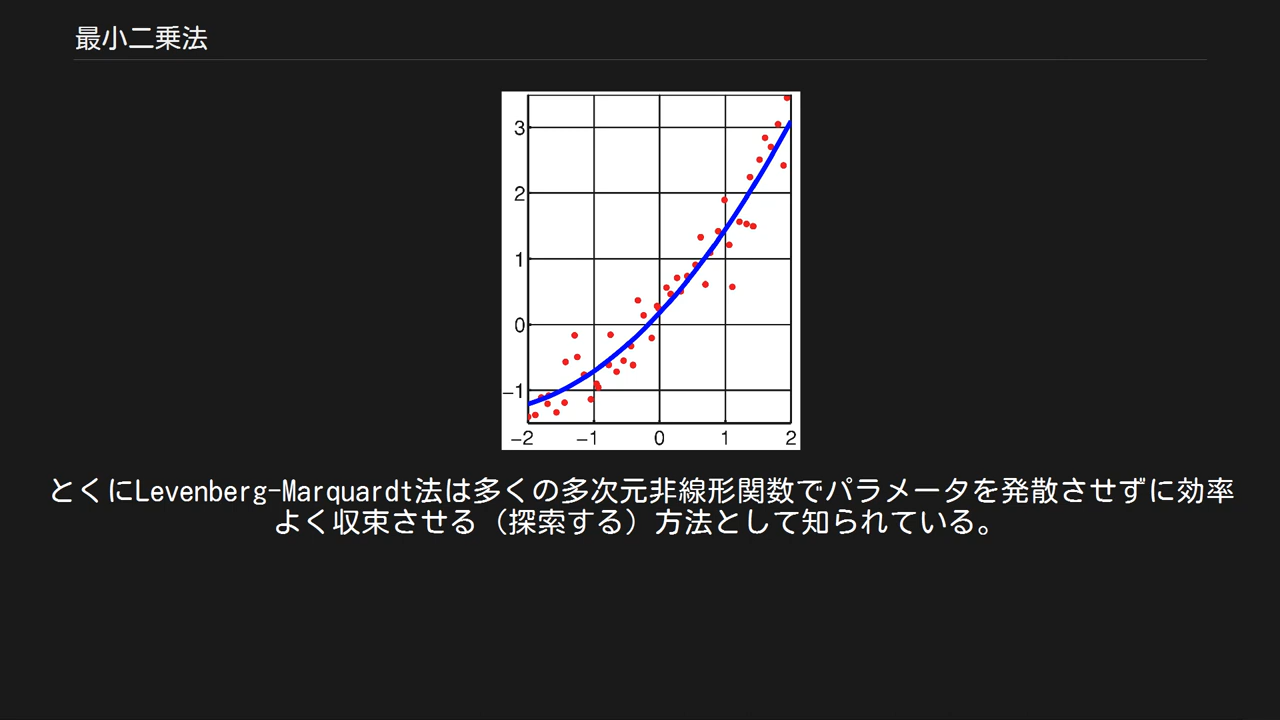 最小二乗法
3
2
1
0
−1
−2 −1 0 1 2
とくにLevenberg-Marquardt法は多くの多次元非線形関数でパラメータを発散させずに効率
よく収束させる（探索する）方法として知られている。